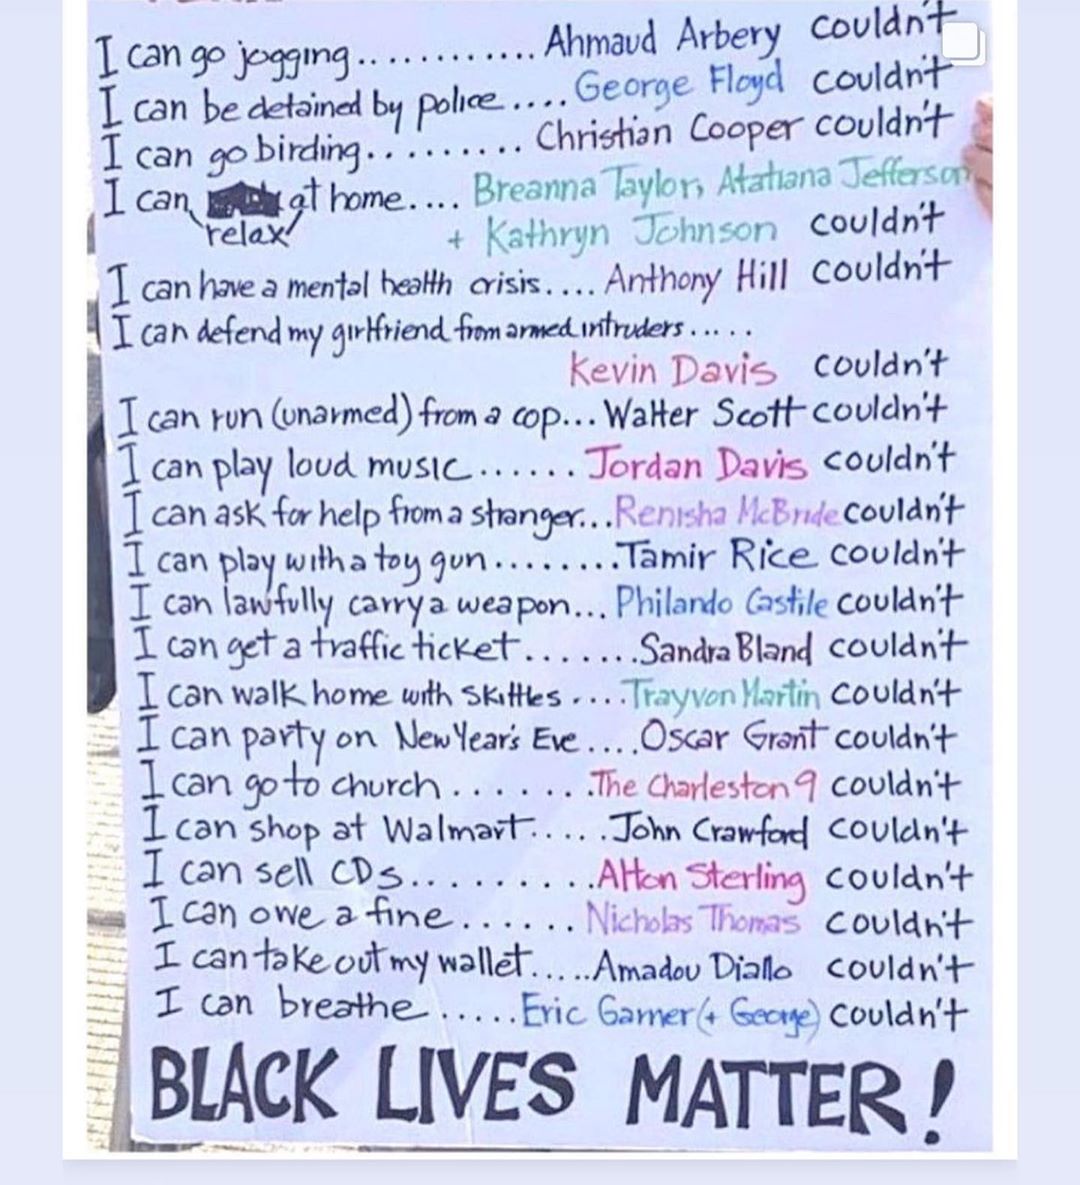 I can go jogging............ Ahmaud Arbery couldn't
I can be detained by police.... George Floyd couldn't
I can go birding.......... Christian Cooper couldn't
I can at home.... Breanna Taylor, Atatiana Jefferson
relax + Kathryn Johnson couldn't
I can have a mental health crisis.... Anthony Hill couldn't
I can defend my girlfriend from armed intruders.....
Kevin Davis couldn't
I can run (unarmed) from a cop... Walter Scott couldn't
I can play loud music...... Jordan Davis couldn't
I can ask for help from a stranger...Renisha McBride couldn't
I can play with a toy gun........Tamir Rice couldn't
I can lawfully carry a weapon... Philando Castile couldn't
I can get a traffic ticket.......Sandra Bland couldn't
I can walk home with Skittles ....Trayvon Martin couldn't
I can party on New Year's Eve....Oscar Grant couldn't
I can go to church.......The Charleston 9 couldn't
I can shop at Walmart.....John Crawford couldn't
I can sell CDs..........Alton Sterling couldn't
I can owe a fine...... Nicholas Thomas couldn't
I can take out my wallet.....Amadou Diallo couldn't
I can breathe.....Eric Garner (+ George) couldn't
BLACK LIVES MATTER!